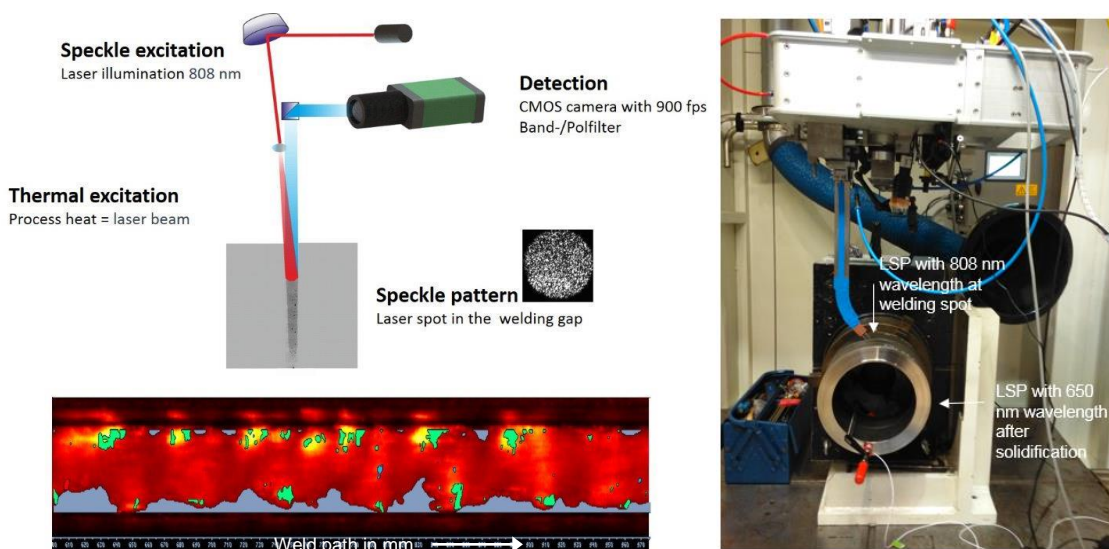 Speckle excitation
Laser illumination 808 nm
Detection
CMOS camera with 900 fps
Band-/Polfilter
Thermal excitation
Process heat = laser beam
Speckle pattern
Laser spot in the welding gap
Weld path in mm
LSP with 808 nm
wavelength at
welding spot
LSP with 650
nm wavelength
after
solidification